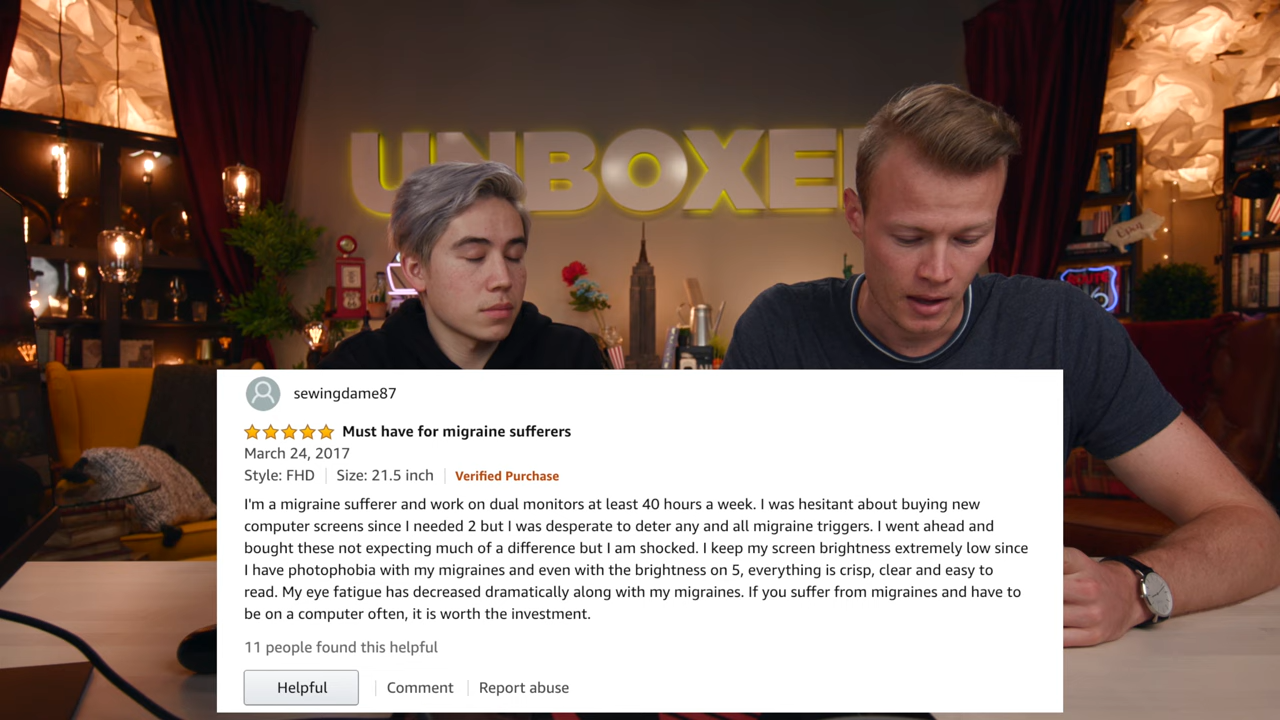 UNBOXE
Epic
sewingdame87
Must have for migraine sufferers
March 24, 2017
Style: FHD | Size: 21.5 inch | Verified Purchase
I'm a migraine sufferer and work on dual monitors at least 40 hours a week. I was hesitant about buying new
computer screens since I needed 2 but I was desperate to deter any and all migraine triggers. I went ahead and
bought these not expecting much of a difference but I am shocked. I keep my screen brightness extremely low since
I have photophobia with my migraines and even with the brightness on 5, everything is crisp, clear and easy to
read. My eye fatigue has decreased dramatically along with my migraines. If you suffer from migraines and have to
be on a computer often, it is worth the investment.
11 people found this helpful
Helpful | Comment | Report abuse